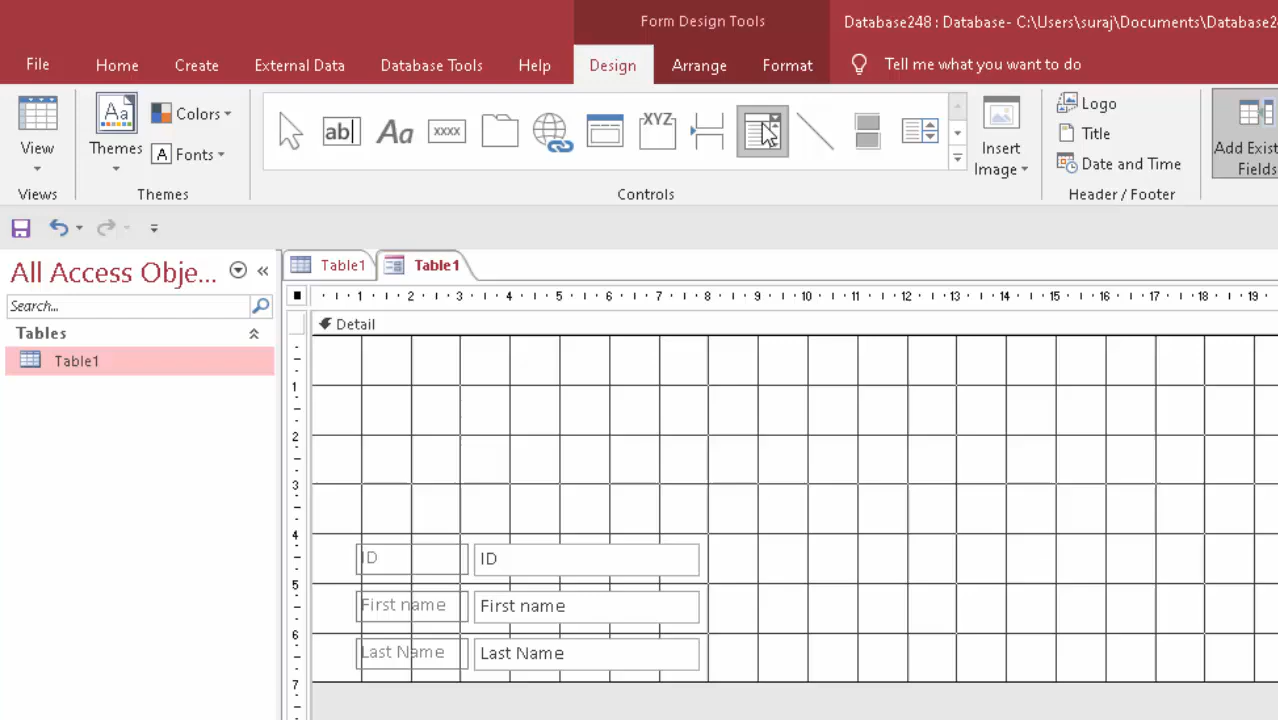 Form Design Tools
Database248 : Database- C:\Users\suraj\Documents\Database2
File Home Create External Data Database Tools Help Design Arrange Format Tell me what you want to do
View
Views
Aa
Themes
Colors
Fonts
Themes
ab
Aa
xxxx
XYZ
Controls
Insert
Image
Logo
Title
Date and Time
Header / Footer
Add Exist
Fields
All Access Obje...
Search...
Tables
Table1
Table1 Table1
1 2 3 4 5 6 7 8 9 10 11 12 13 14 15 16 17 18 19
Detail
1
2
3
4
5
6
7
ID ID
First name First name
Last Name Last Name